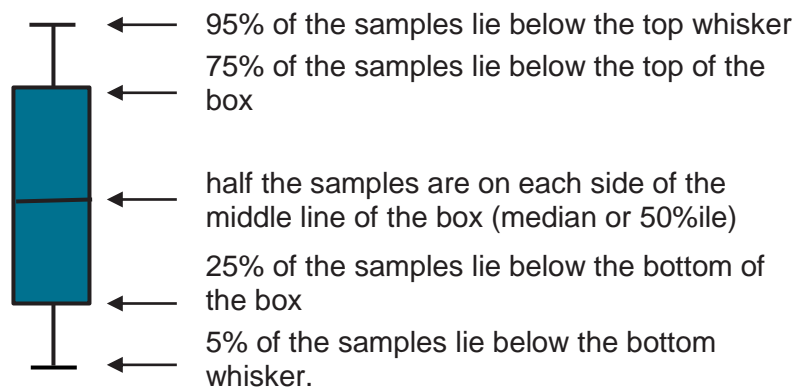 95% of the samples lie below the top whisker
75% of the samples lie below the top of the
box
half the samples are on each side of the
middle line of the box (median or 50%ile)
25% of the samples lie below the bottom of
the box
5% of the samples lie below the bottom
whisker.